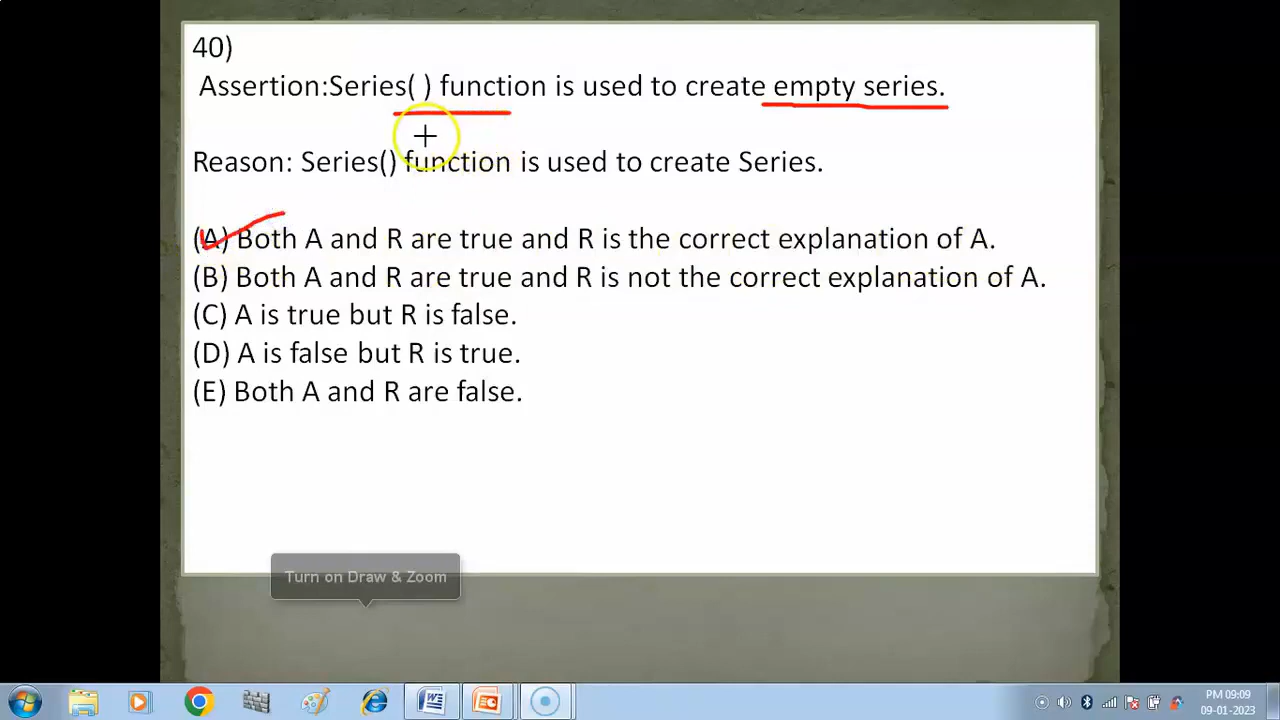 40)
Assertion:Series( ) function is used to create empty series.
Reason: Series() function is used to create Series.
(A) Both A and R are true and R is the correct explanation of A.
(B) Both A and R are true and R is not the correct explanation of A.
(C) A is true but R is false.
(D) A is false but R is true.
(E) Both A and R are false.
Turn on Draw & Zoom
PM 09:09
09-01-2023